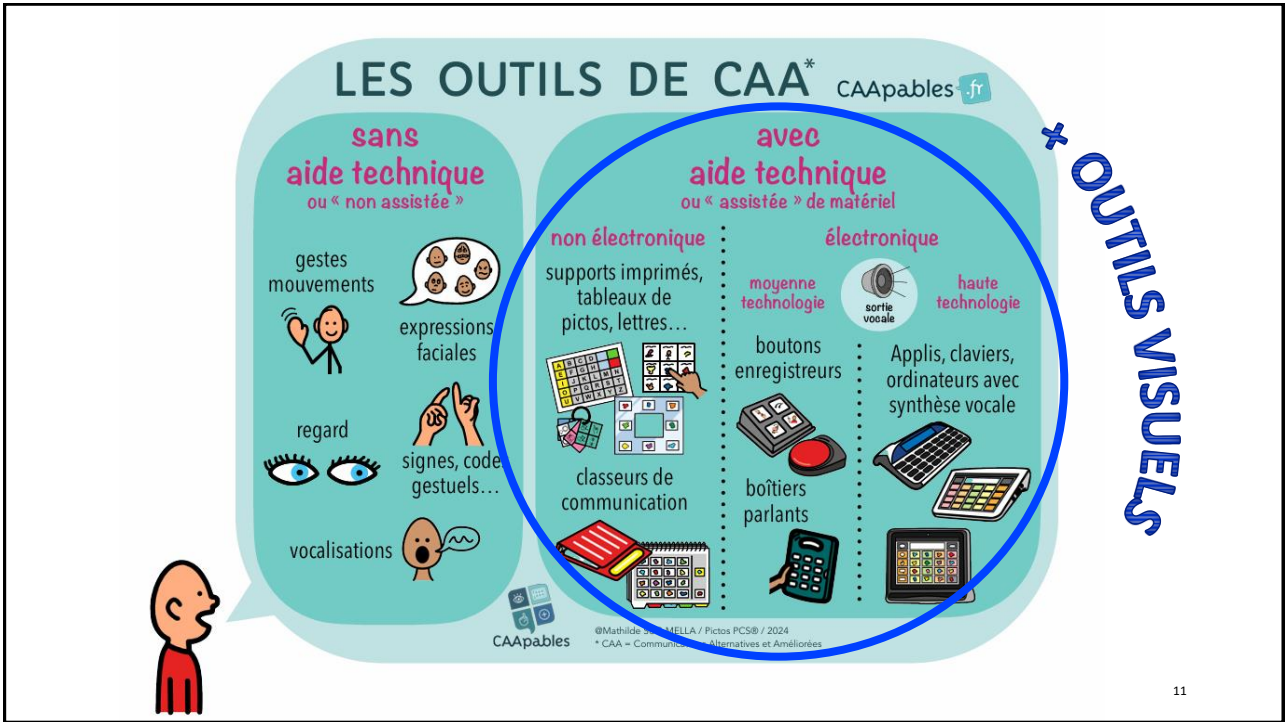 LES OUTILS DE CAA*
CAApables .fr
sans
aide technique
ou « non assistée »
gestes
mouvements
expressions
faciales
regard
signes, code
gestuels...
vocalisations
avec
aide technique
ou « assistée » de matériel
non électronique
supports imprimés,
tableaux de
pictos, lettres...
classeurs de
communication
électronique
moyenne
technologie
sortie
vocale
haute
technologie
boutons
enregistreurs
boîtiers
parlants
Applis, claviers,
ordinateurs avec
synthèse vocale
+ OUTILS VISUELS
CAApables
@Mathilde MELLA / Pictos PCS® / 2024
* CAA = Alternatives et Améliorées
11